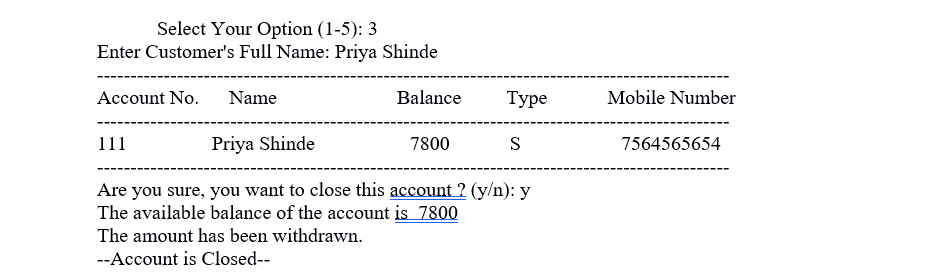 Select Your Option (1-5): 3
Enter Customer's Full Name: Priya Shinde
--------------------------------------------------------------------------------------------
Account No. Name Balance Type Mobile Number
--------------------------------------------------------------------------------------------
111 Priya Shinde 7800 S 7564565654
--------------------------------------------------------------------------------------------
Are you sure, you want to close this account ? (y/n): y
The available balance of the account is 7800
The amount has been withdrawn.
--Account is Closed--